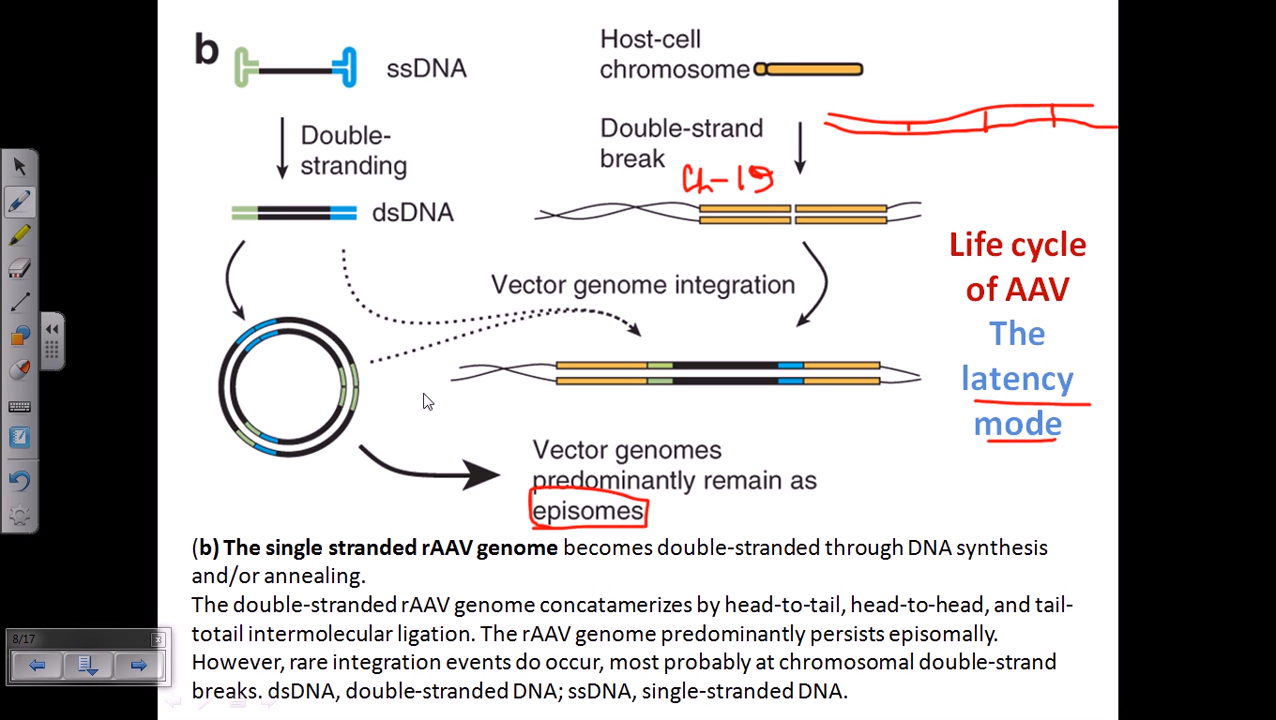 b
ssDNA
Host-cell
chromosome
Double-
stranding
Double-strand
break
Ch-19
dsDNA
Vector genome integration
Life cycle
of AAV
The
latency
mode
Vector genomes
predominantly remain as
episomes
(b) The single stranded rAAV genome becomes double-stranded through DNA synthesis
and/or annealing.
The double-stranded rAAV genome concatamerizes by head-to-tail, head-to-head, and tail-
totail intermolecular ligation. The rAAV genome predominantly persists episomally.
However, rare integration events do occur, most probably at chromosomal double-strand
breaks. dsDNA, double-stranded DNA; ssDNA, single-stranded DNA.
8/17